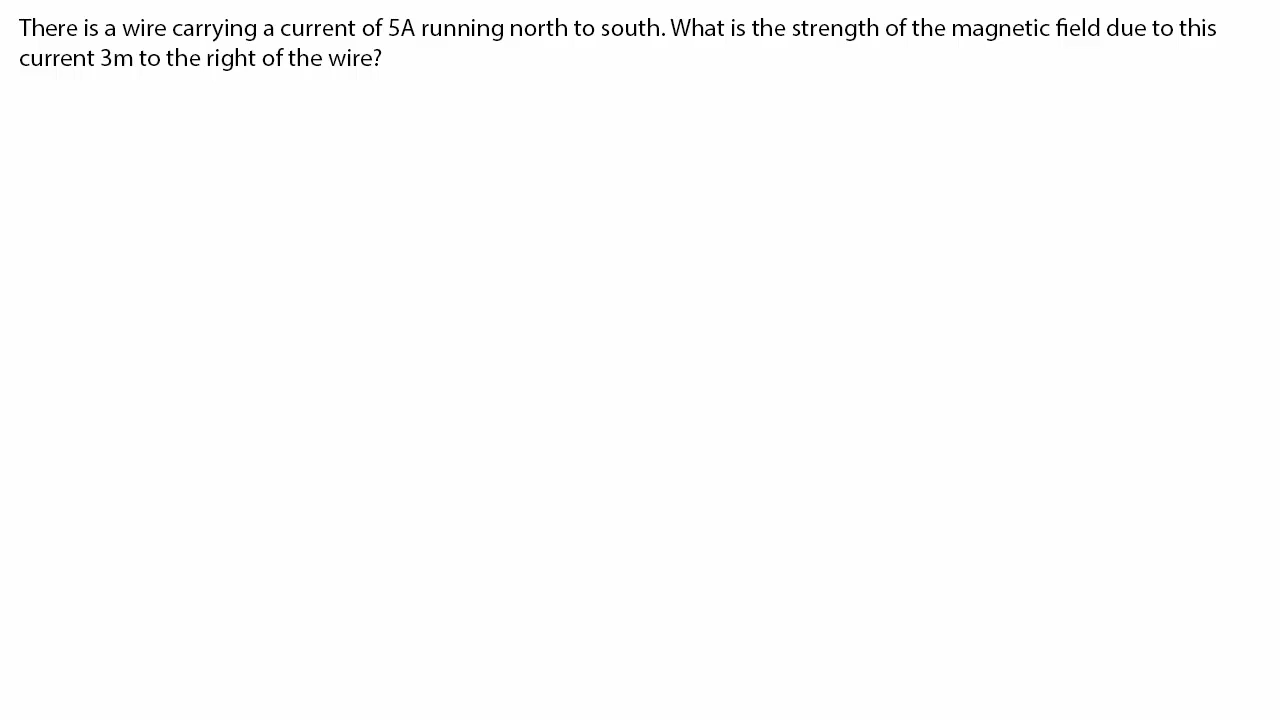 There is a wire carrying a current of 5A running north to south. What is the strength of the magnetic field due to this
current 3m to the right of the wire?